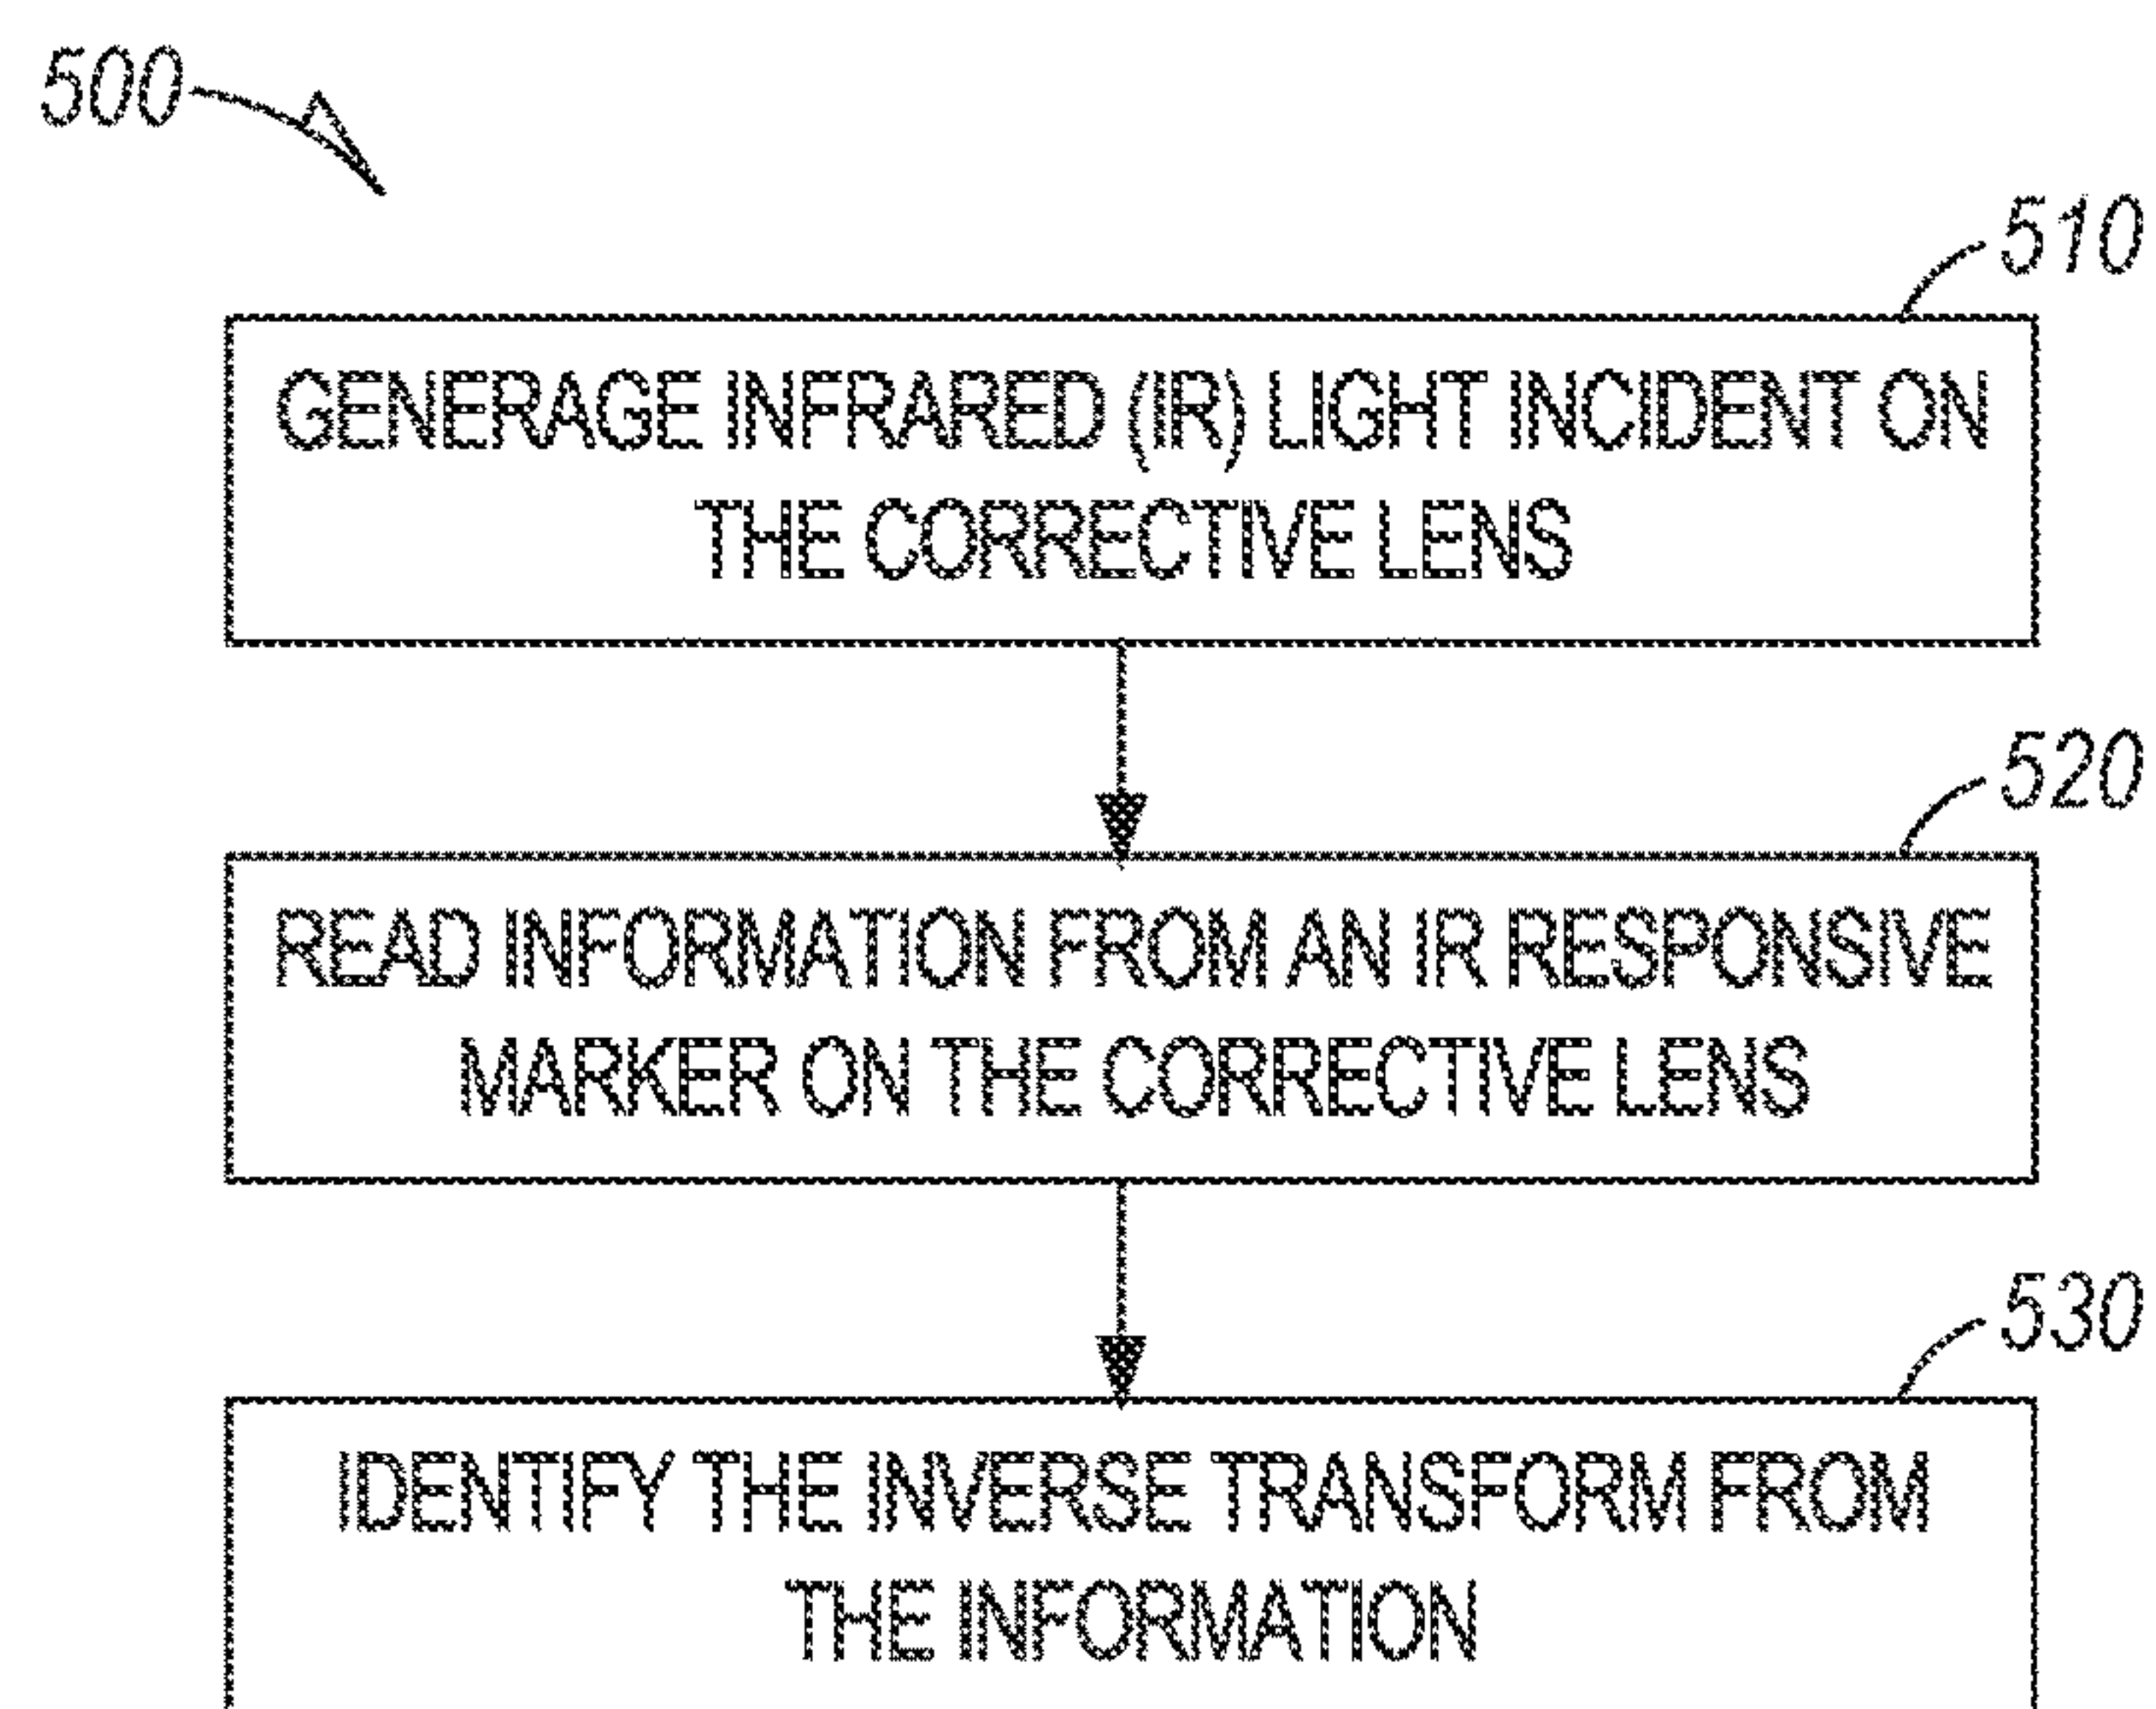 500
510
GENERAGE INFRARED (IR) LIGHT INCIDENT ON
THE CORRECTIVE LENS
520
READ INFORMATION FROM AN IR RESPONSIVE
MARKER ON THE CORRECTIVE LENS
530
IDENTIFY THE INVERSE TRANSFORM FROM
THE INFORMATION